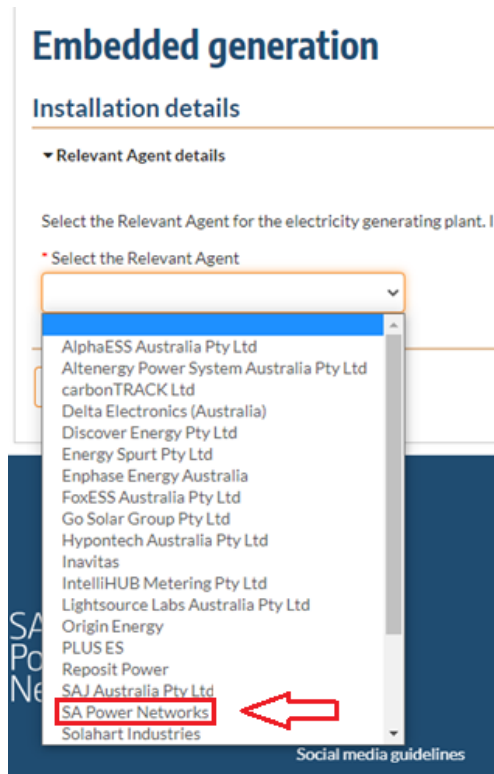 Embedded generation
Installation details
Relevant Agent details
Select the Relevant Agent for the electricity generating plant. I
* Select the Relevant Agent
AlphaESS Australia Pty Ltd
Altenergy Power System Australia Pty Ltd
carbonTRACK Ltd
Delta Electronics (Australia)
Discover Energy Pty Ltd
Energy Spurt Pty Ltd
Enphase Energy Australia
FoxESS Australia Pty Ltd
Go Solar Group Pty Ltd
Hypontech Australia Pty Ltd
Inavitas
IntelliHUB Metering Pty Ltd
Lightsource Labs Australia Pty Ltd
Origin Energy
PLUS ES
Reposit Power
SAJ Australia Pty Ltd
SA Power Networks
Solahart Industries
SA
Po
Ne
Social media guidelines